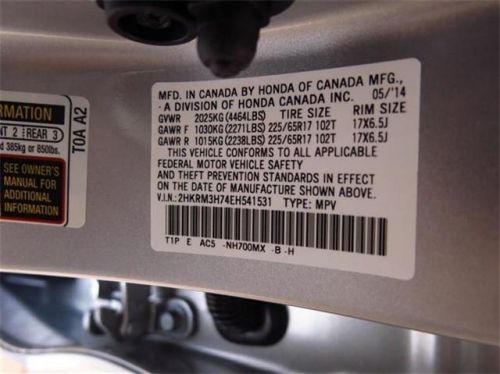 MFD. IN CANADA BY HONDA OF CANADA MFG.,
A DIVISION OF HONDA CANADA INC. 05/'14
GVWR 2025KG (4464LBS) TIRE SIZE RIM SIZE
GAWR F 1030KG (2271LBS) 225/65R17 102T 17X6.5J
GAWR R 1015KG (2238LBS) 225/65R17 102T 17X6.5J
THIS VEHICLE CONFORMS TO ALL APPLICABLE
FEDERAL MOTOR VEHICLE SAFETY
AND THEFT PREVENTION STANDARDS IN EFFECT
ON THE DATE OF MANUFACTURE SHOWN ABOVE.
V.I.N.: 2HKRM3H74EH541531 TYPE: MPV
T1P E AC5 -NH700MX -B -H
2 REAR 3
385kg or 850lbs.
SEE OWNER'S
MANUAL FOR
ADDITIONAL
INFORMATION
T0A A2